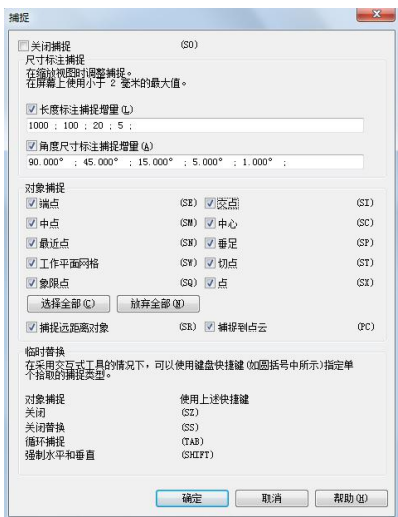 捕捉
关闭捕捉 (SO)
尺寸标注捕捉
在缩放视图时调整捕捉。
在屏幕上使用小于 2 毫米的最大值。
长度标注捕捉增量(L)
1000 ; 100 ; 20 ; 5 ;
角度尺寸标注捕捉增量(A)
90.000° ; 45.000° ; 15.000° ; 5.000° ; 1.000° ;
对象捕捉
端点 (SE) 交点 (SI)
中点 (SM) 中心 (SC)
最近点 (SN) 垂足 (SP)
工作平面网格 (SW) 切点 (ST)
象限点 (SQ) 点 (SX)
选择全部(C) 放弃全部(N)
捕捉远距离对象 (SR) 捕捉到点云 (PC)
临时替换
在采用交互式工具的情况下，可以使用键盘快捷键(如圆括号中所示)指定单
个拾取的捕捉类型。
对象捕捉 使用上述快捷键
关闭 (SZ)
关闭替换 (SS)
循环捕捉 (TAB)
强制水平和垂直 (SHIFT)
确定 取消 帮助(H)